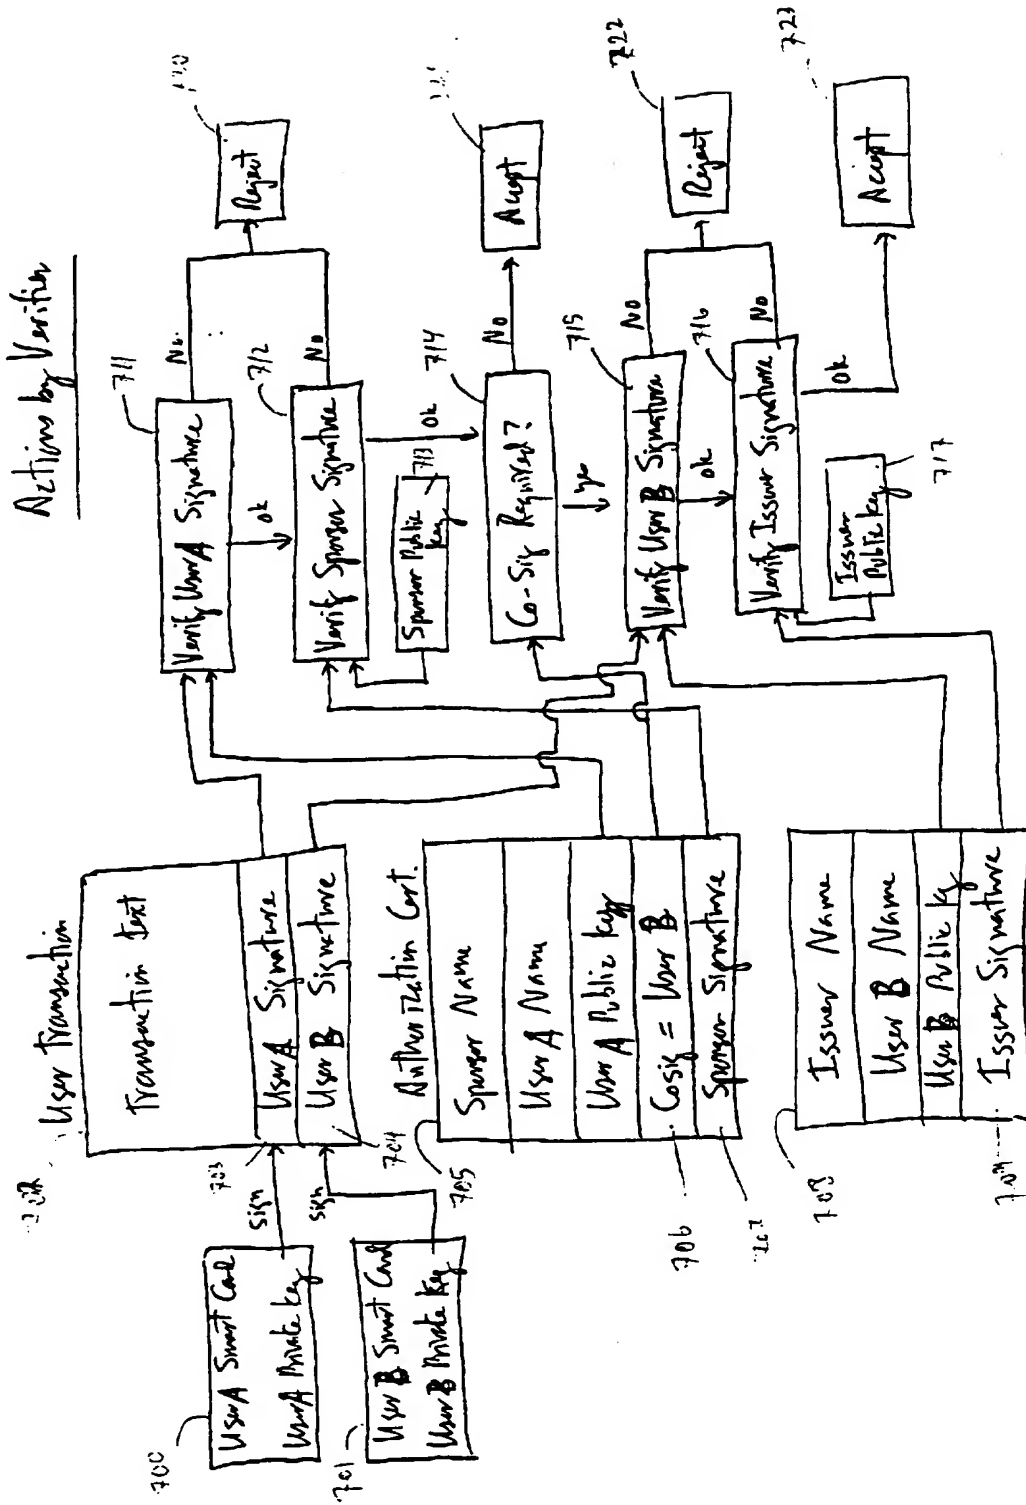 Actions by Verifier
User Transaction
Transaction Text
User A Signature
User B Signature
703
704
700
User A Smart Card
User A Private Key
sign
701
User B Smart Card
User B Private Key
sign
Authorization Cert.
705
Sponsor Name
User A Name
User A Public Key
Cosig = User B
Sponsor Signature
706
708
Issuer Name
User B Name
User B Public Key
Issuer Signature
709
711
Verify User A Signature
No
ok
Reject
712
Verify Sponsor Signature
No
ok
713
Sponsor Public
Key
714
Co-Sig Required?
No
yes
Accept
715
Verify User B Signature
No
ok
Reject
722
716
Verify Issuer Signature
No
ok
Issuer
Public Key
717
Accept
723